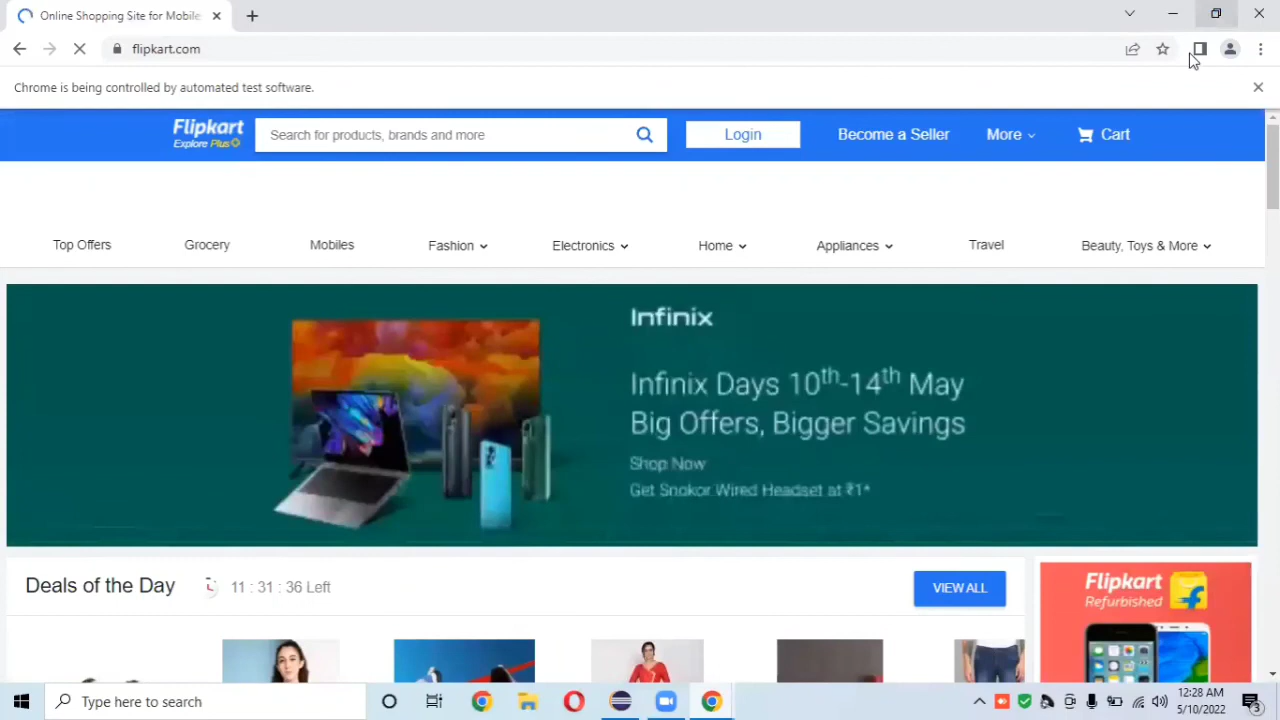 Online Shopping Site for Mobile
flipkart.com
Chrome is being controlled by automated test software.
Flipkart
Explore Plus
Search for products, brands and more
Login
Become a Seller
More
Cart
Top Offers
Grocery
Mobiles
Fashion
Electronics
Home
Appliances
Travel
Beauty, Toys & More
Infinix
Infinix Days 10th-14th May
Big Offers, Bigger Savings
Shop Now
Get Snokor Wired Headset at ₹1*
Deals of the Day
11 : 31 : 36 Left
VIEW ALL
Flipkart
Refurbished
Type here to search
12:28 AM
5/10/2022
3